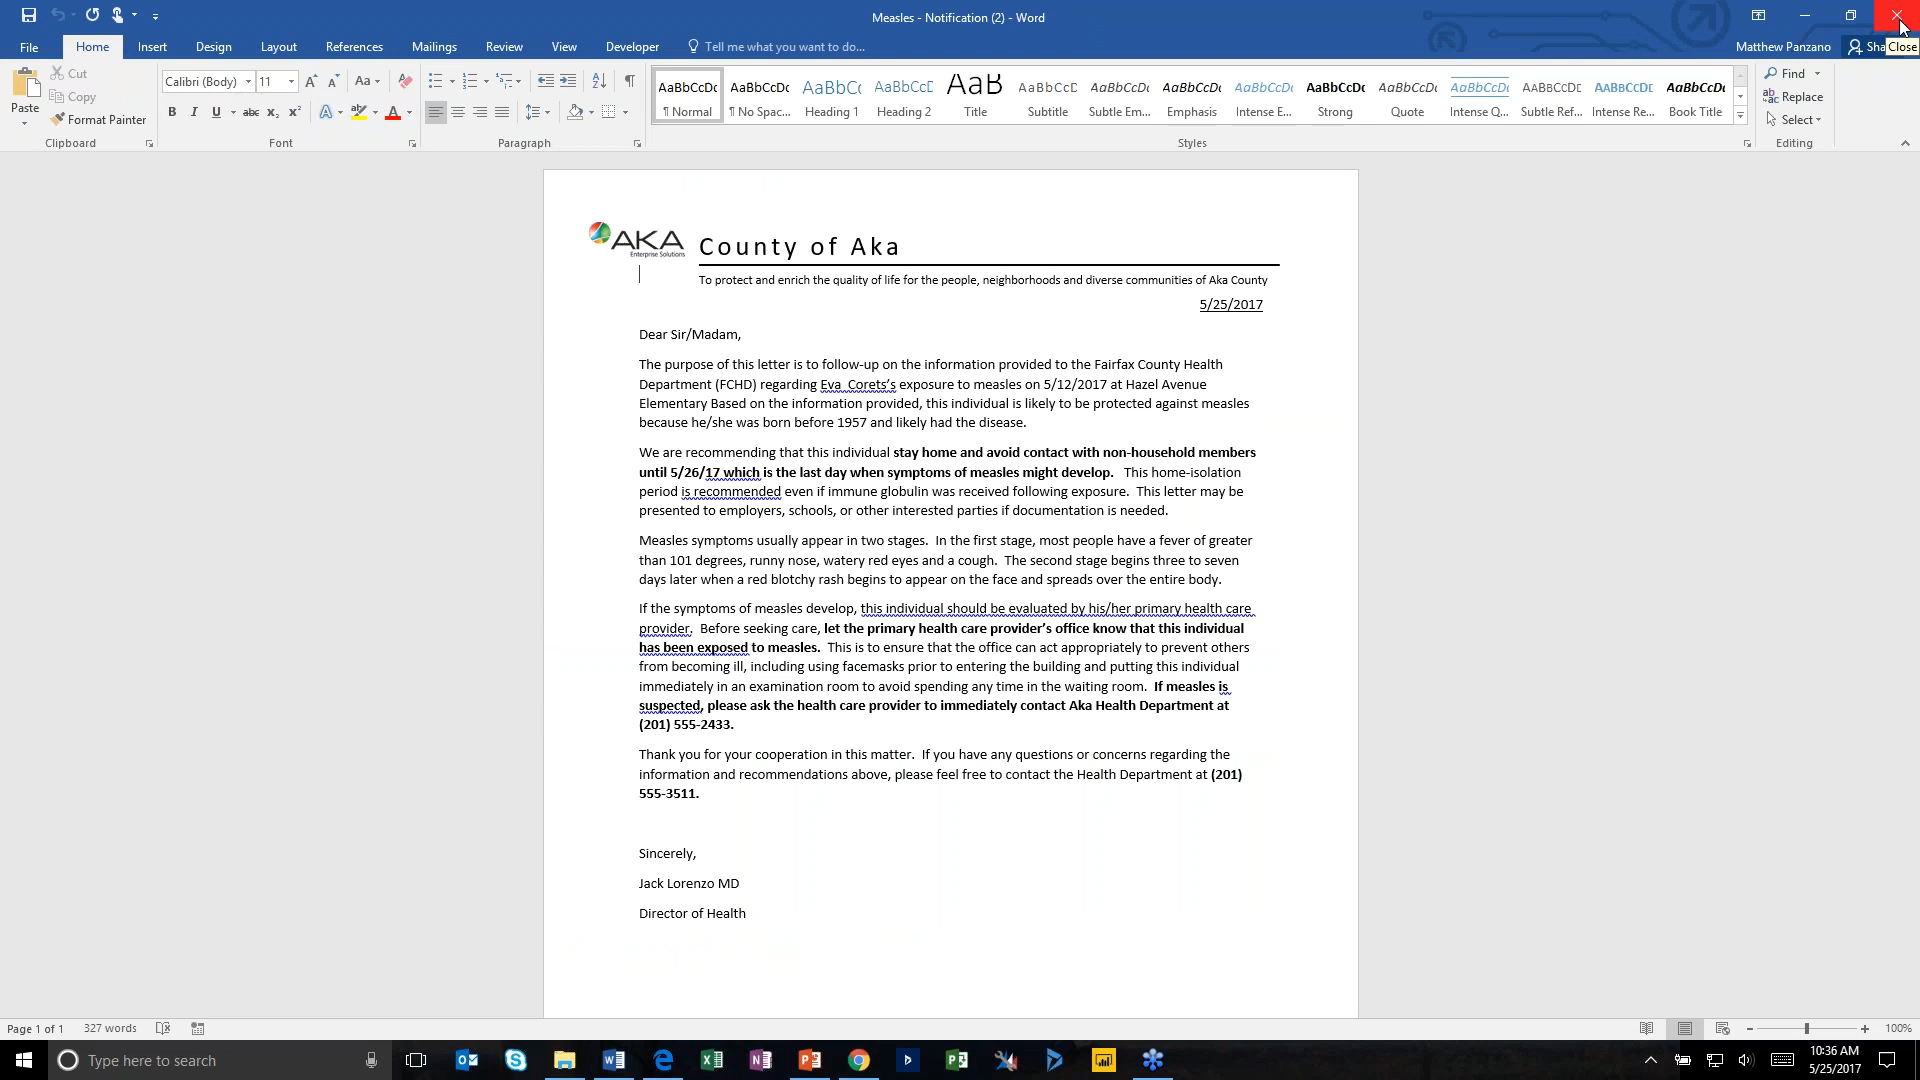 Measles - Notification (2) - Word
File Home Insert Design Layout References Mailings Review View Developer Tell me what you want to do... Matthew Panzano Sha Close
Paste
Cut
Copy
Format Painter
Clipboard
Calibri (Body) 11 Aa
B I U abc X₂ X² A A
Font
Paragraph
AaBbCcDc AaBbCcDc AaBbCc AaBbCcD AaB AaBbCcD AaBbCcDc AaBbCcDc AaBbCcDc AaBbCcDc AaBbCcDc AaBbCcDc AABBCCDD AABBCCDD AaBbCcDc
¶ Normal ¶ No Spac... Heading 1 Heading 2 Title Subtitle Subtle Em... Emphasis Intense E... Strong Quote Intense Q... Subtle Ref... Intense Re... Book Title
Styles
Find
Replace
Select
Editing
AKA
Enterprise Solutions
County of Aka
To protect and enrich the quality of life for the people, neighborhoods and diverse communities of Aka County
5/25/2017
Dear Sir/Madam,
The purpose of this letter is to follow-up on the information provided to the Fairfax County Health
Department (FCHD) regarding Eva Corets’s exposure to measles on 5/12/2017 at Hazel Avenue
Elementary Based on the information provided, this individual is likely to be protected against measles
because he/she was born before 1957 and likely had the disease.
We are recommending that this individual stay home and avoid contact with non-household members
until 5/26/17 which is the last day when symptoms of measles might develop. This home-isolation
period is recommended even if immune globulin was received following exposure. This letter may be
presented to employers, schools, or other interested parties if documentation is needed.
Measles symptoms usually appear in two stages. In the first stage, most people have a fever of greater
than 101 degrees, runny nose, watery red eyes and a cough. The second stage begins three to seven
days later when a red blotchy rash begins to appear on the face and spreads over the entire body.
If the symptoms of measles develop, this individual should be evaluated by his/her primary health care
provider. Before seeking care, let the primary health care provider’s office know that this individual
has been exposed to measles. This is to ensure that the office can act appropriately to prevent others
from becoming ill, including using facemasks prior to entering the building and putting this individual
immediately in an examination room to avoid spending any time in the waiting room. If measles is
suspected, please ask the health care provider to immediately contact Aka Health Department at
(201) 555-2433.
Thank you for your cooperation in this matter. If you have any questions or concerns regarding the
information and recommendations above, please feel free to contact the Health Department at (201)
555-3511.
Sincerely,
Jack Lorenzo MD
Director of Health
Page 1 of 1 327 words 100%
Type here to search
10:36 AM
5/25/2017